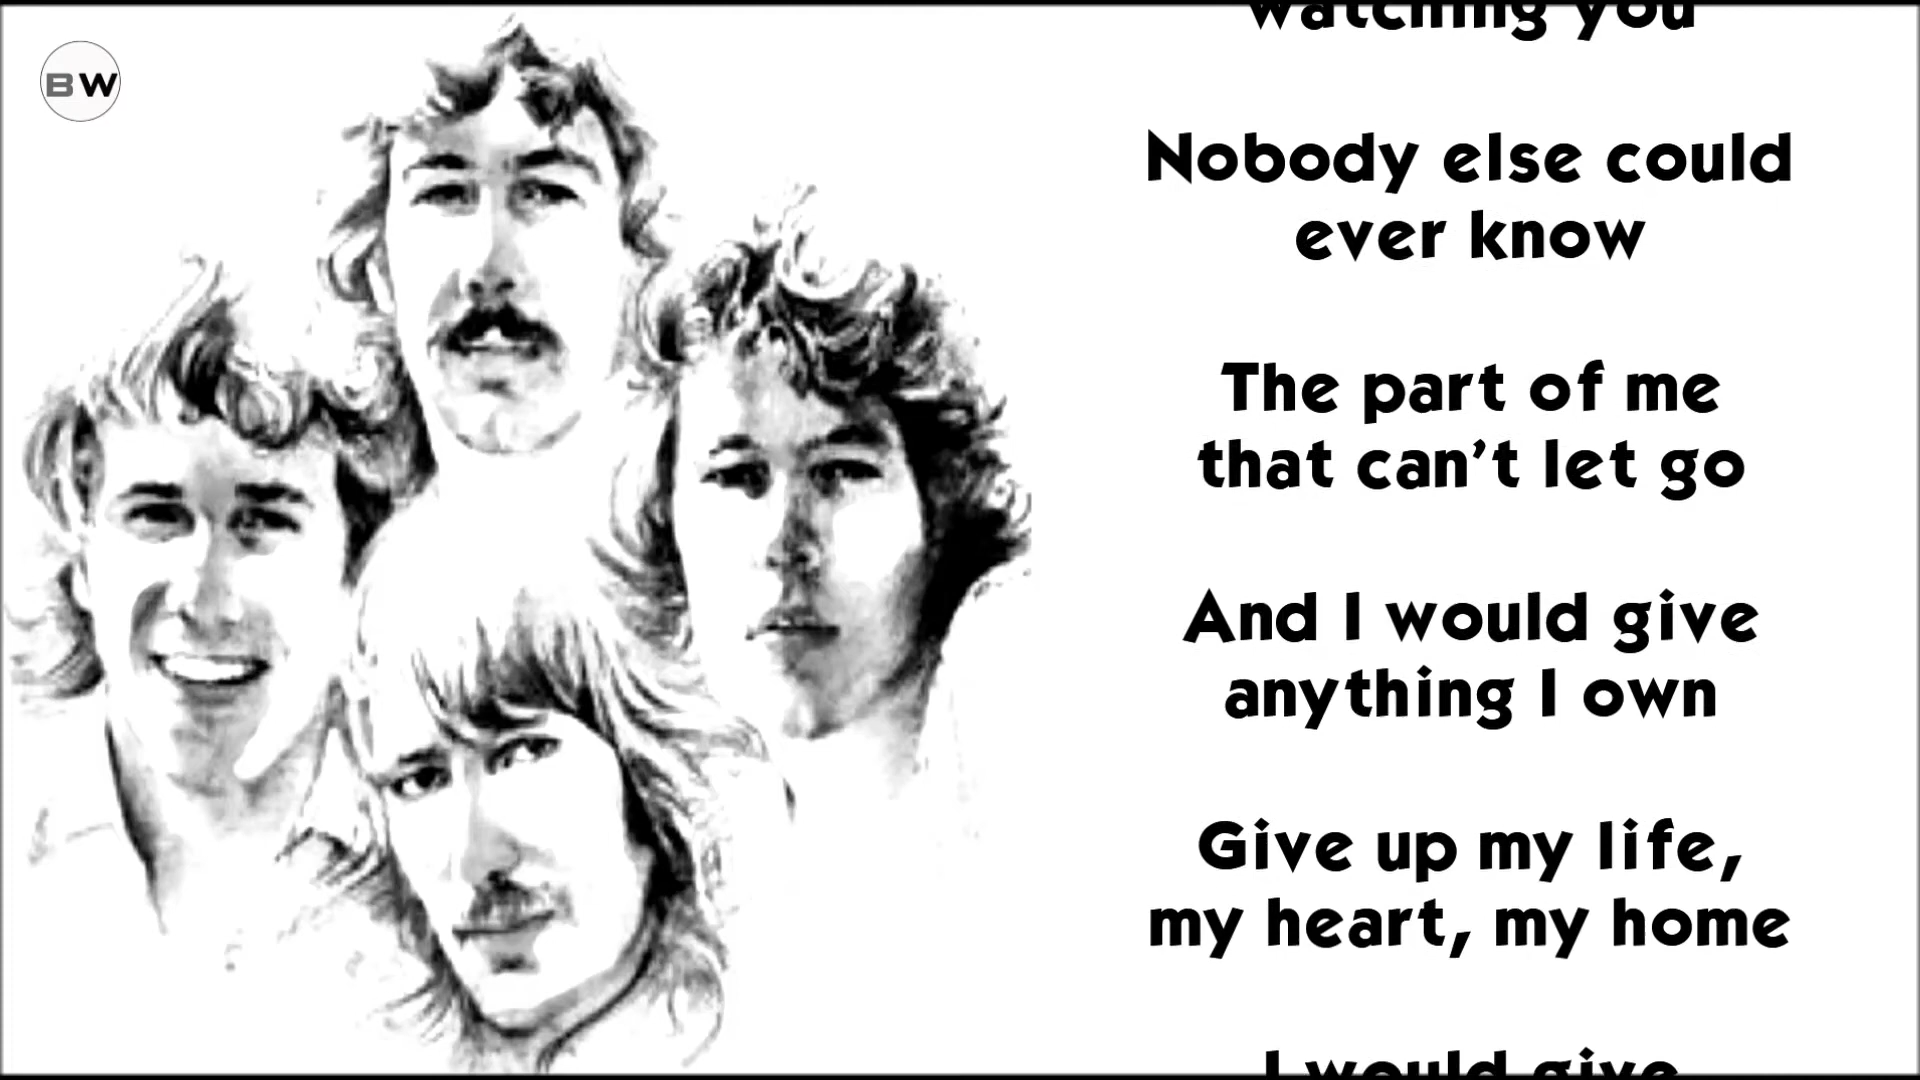 BW
watching you
Nobody else could
ever know
The part of me
that can't let go
And I would give
anything I own
Give up my life,
my heart, my home
I would give